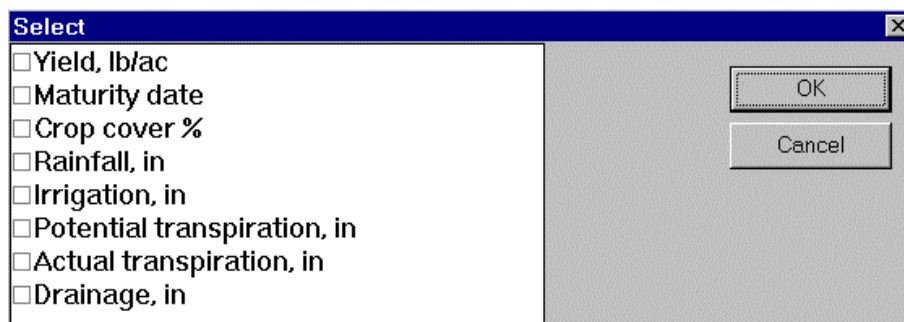 Select
Yield, lb/ac
Maturity date
Crop cover %
Rainfall, in
Irrigation, in
Potential transpiration, in
Actual transpiration, in
Drainage, in
OK
Cancel